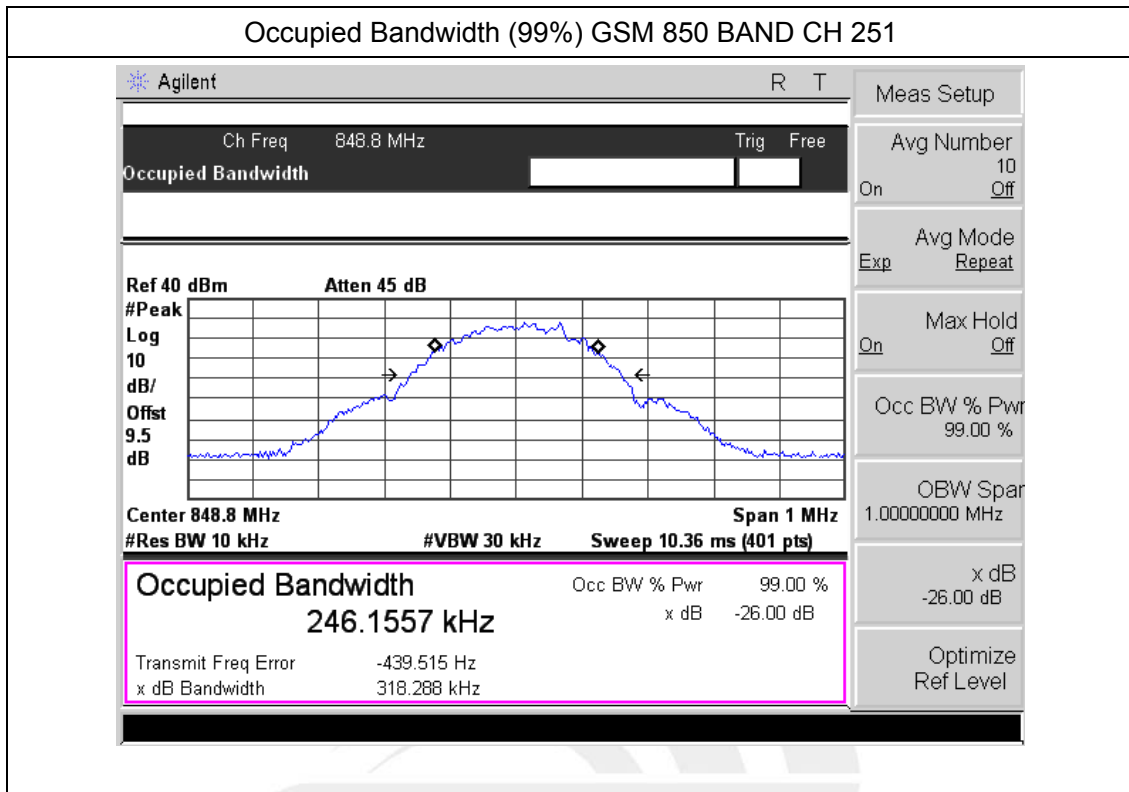 Occupied Bandwidth (99%) GSM 850 BAND CH 251
Agilent R T
Ch Freq 848.8 MHz Trig Free
Occupied Bandwidth
Ref 40 dBm Atten 45 dB
#Peak
Log
10
dB/
Offst
9.5
dB
Center 848.8 MHz Span 1 MHz
#Res BW 10 kHz #VBW 30 kHz Sweep 10.36 ms (401 pts)
Occupied Bandwidth
246.1557 kHz
Occ BW % Pwr 99.00 %
x dB -26.00 dB
Transmit Freq Error -439.515 Hz
x dB Bandwidth 318.288 kHz
Meas Setup
Avg Number
10
On Off
Avg Mode
Exp Repeat
Max Hold
On Off
Occ BW % Pwr
99.00 %
OBW Span
1.00000000 MHz
x dB
-26.00 dB
Optimize
Ref Level